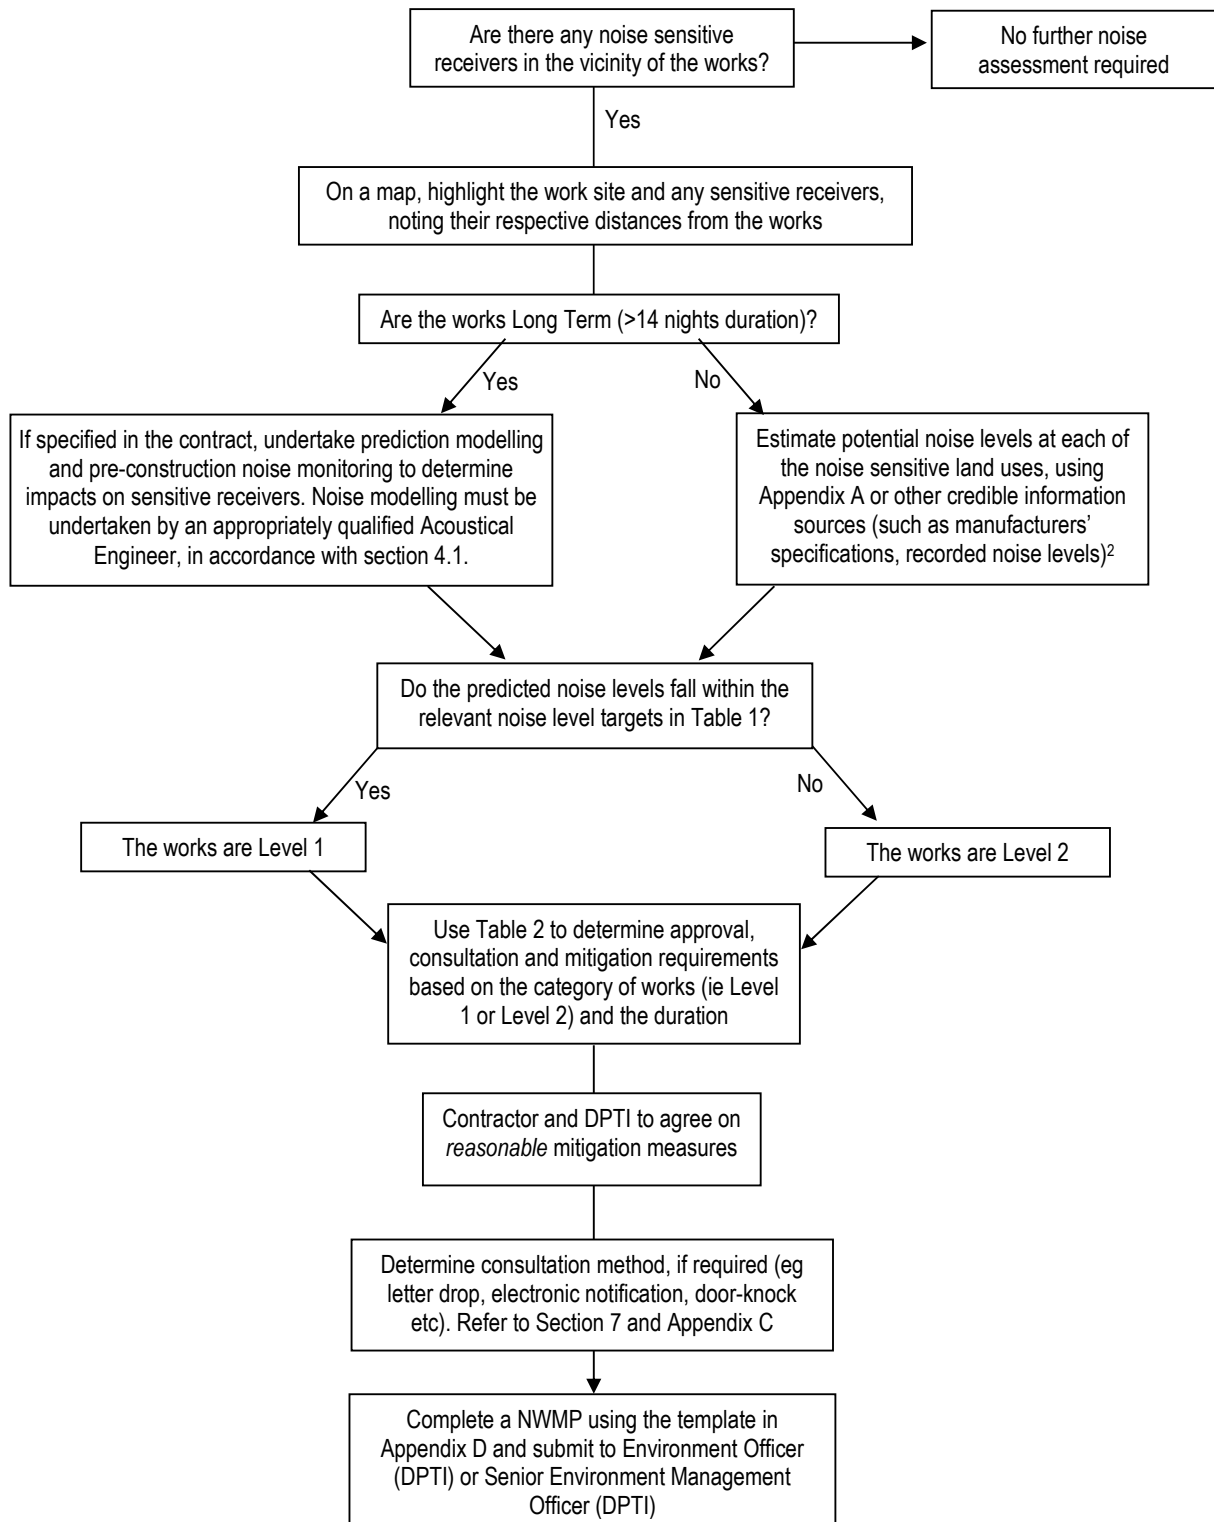 Are there any noise sensitive
receivers in the vicinity of the works?
No further noise
assessment required
Yes
On a map, highlight the work site and any sensitive receivers,
noting their respective distances from the works
Are the works Long Term (>14 nights duration)?
Yes
No
If specified in the contract, undertake prediction modelling
and pre-construction noise monitoring to determine
impacts on sensitive receivers. Noise modelling must be
undertaken by an appropriately qualified Acoustical
Engineer, in accordance with section 4.1.
Estimate potential noise levels at each of
the noise sensitive land uses, using
Appendix A or other credible information
sources (such as manufacturers’
specifications, recorded noise levels)²
Do the predicted noise levels fall within the
relevant noise level targets in Table 1?
Yes
No
The works are Level 1
The works are Level 2
Use Table 2 to determine approval,
consultation and mitigation requirements
based on the category of works (ie Level
1 or Level 2) and the duration
Contractor and DPTI to agree on
reasonable mitigation measures
Determine consultation method, if required (eg
letter drop, electronic notification, door-knock
etc). Refer to Section 7 and Appendix C
Complete a NWMP using the template in
Appendix D and submit to Environment Officer
(DPTI) or Senior Environment Management
Officer (DPTI)